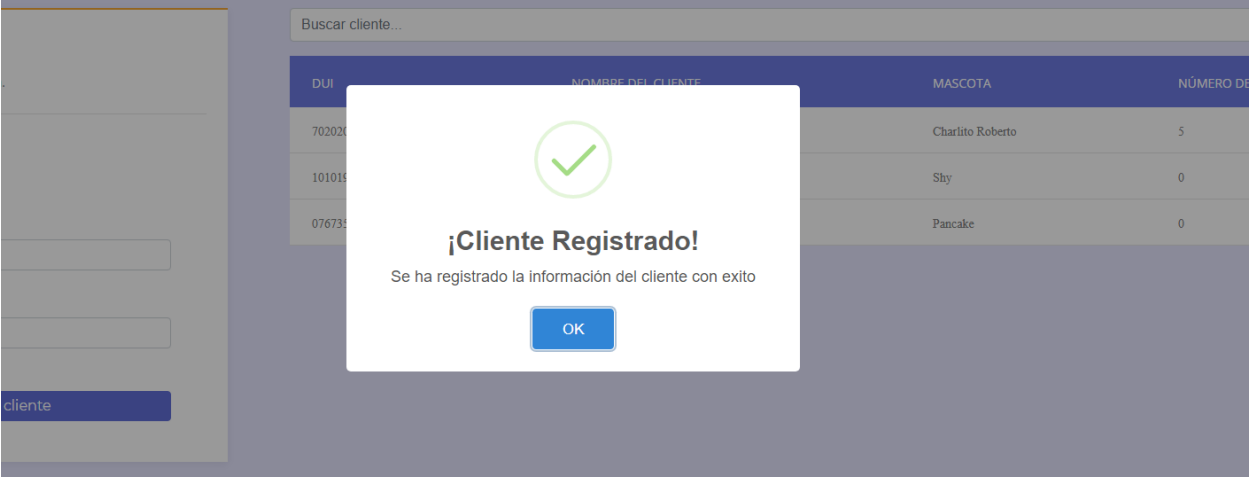 Buscar cliente...
DUI NOMBRE DEL CLIENTE MASCOTA NÚMERO DE
Charlito Roberto 5
Shy 0
Pancake 0
¡Cliente Registrado!
Se ha registrado la información del cliente con exito
OK
cliente